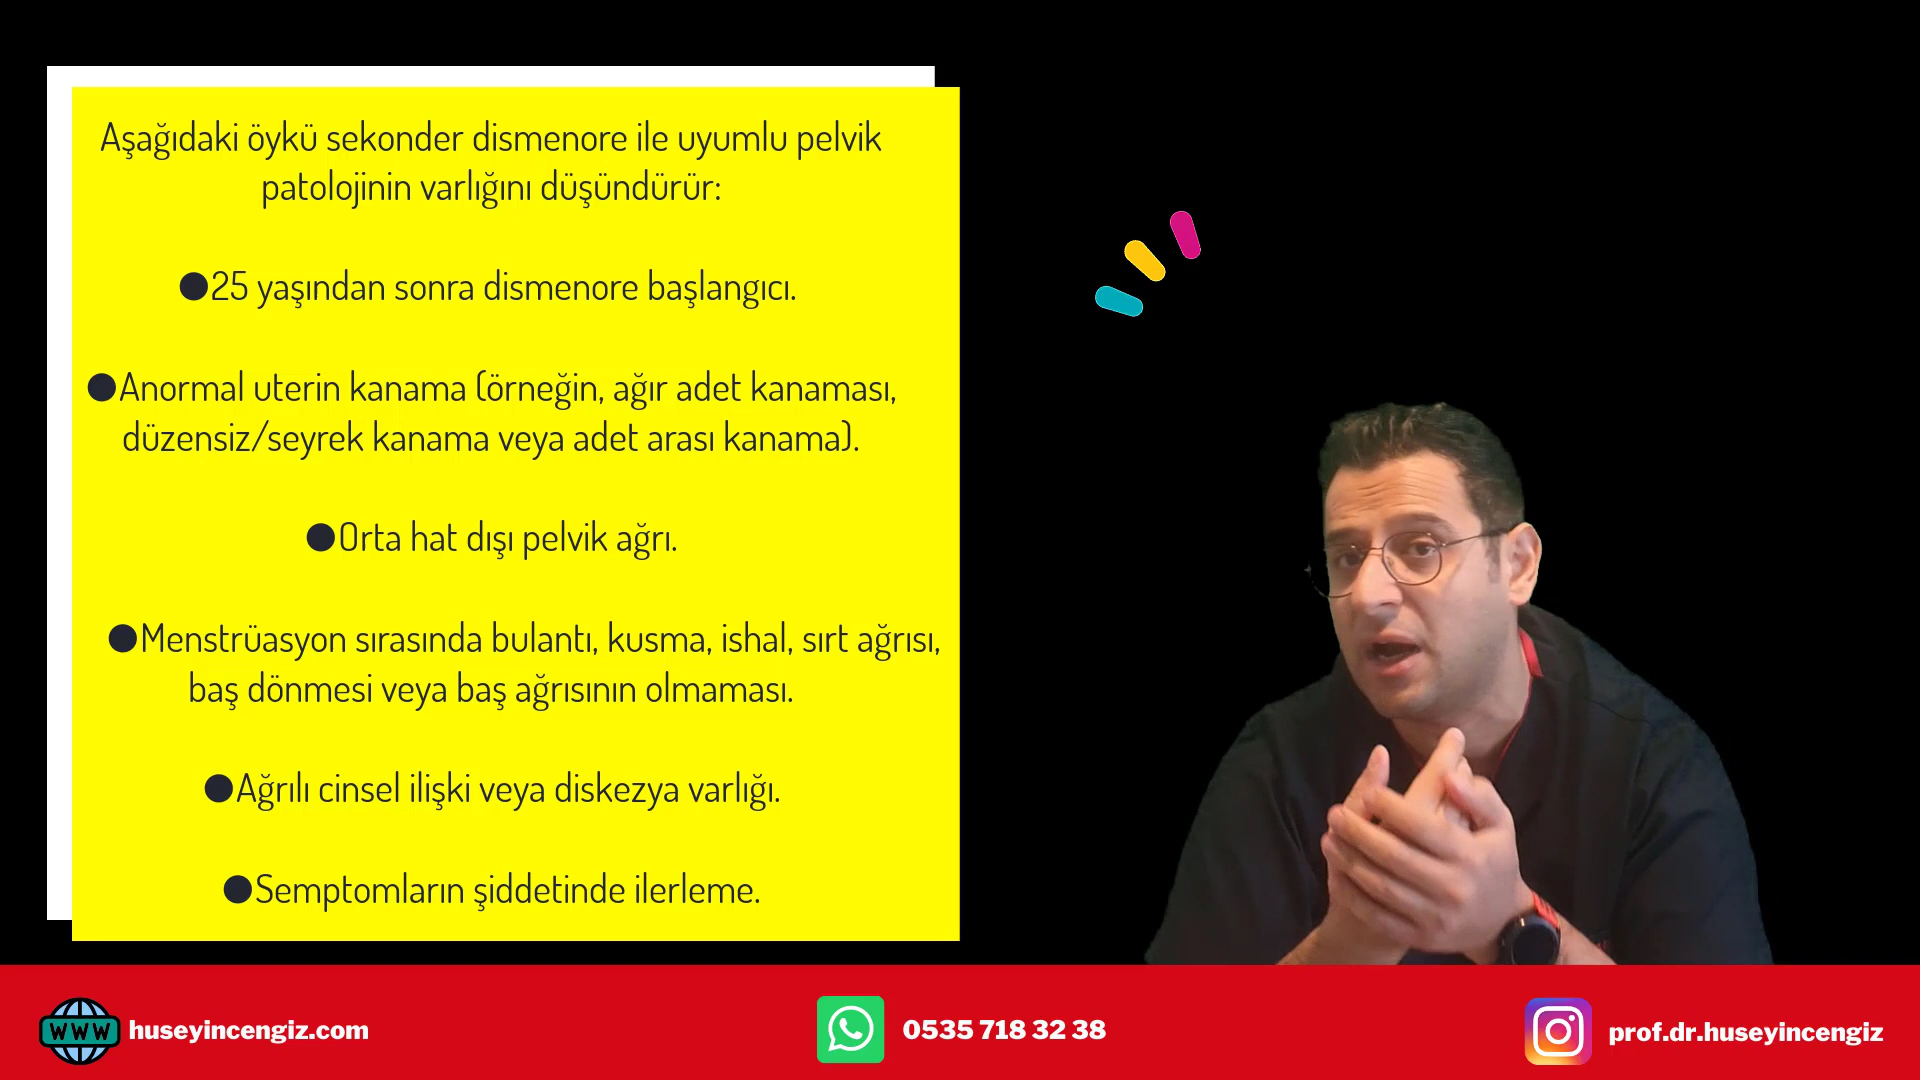 Aşağıdaki öykü sekonder dismenore ile uyumlu pelvik
patolojinin varlığını düşündürür:
●25 yaşından sonra dismenore başlangıcı.
●Anormal uterin kanama (örneğin, ağır adet kanaması,
düzensiz/seyrek kanama veya adet arası kanama).
●Orta hat dışı pelvik ağrı.
●Menstrüasyon sırasında bulantı, kusma, ishal, sırt ağrısı,
baş dönmesi veya baş ağrısının olmaması.
●Ağrılı cinsel ilişki veya diskezya varlığı.
●Semptomların şiddetinde ilerleme.
WWW huseyincengiz.com
0535 718 32 38
prof.dr.huseyincengiz